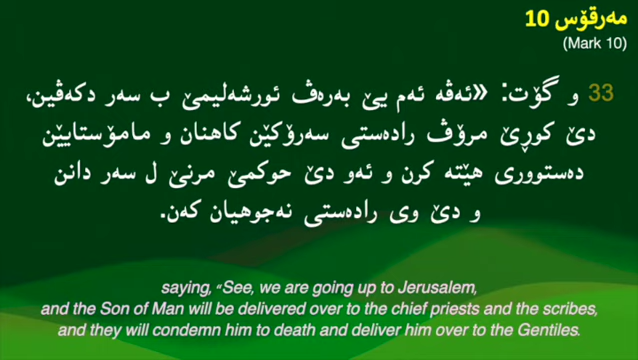 مەرقۆس 10
(Mark 10)
33 و گۆت: «ئەڤە ئەم یێ بەرەڤ ئورشەلیمێ ب سەر دکەڤین،
دێ کوڕێ مرۆڤ رادەستی سەرۆکێن کاهنان و مامۆستایێن
دەستووری هێتە کرن و ئەو دێ حوکمێ مرنێ ل سەر دانن
و دێ وی رادەستی نەجوهیان کەن.
saying, “See, we are going up to Jerusalem,
and the Son of Man will be delivered over to the chief priests and the scribes,
and they will condemn him to death and deliver him over to the Gentiles.